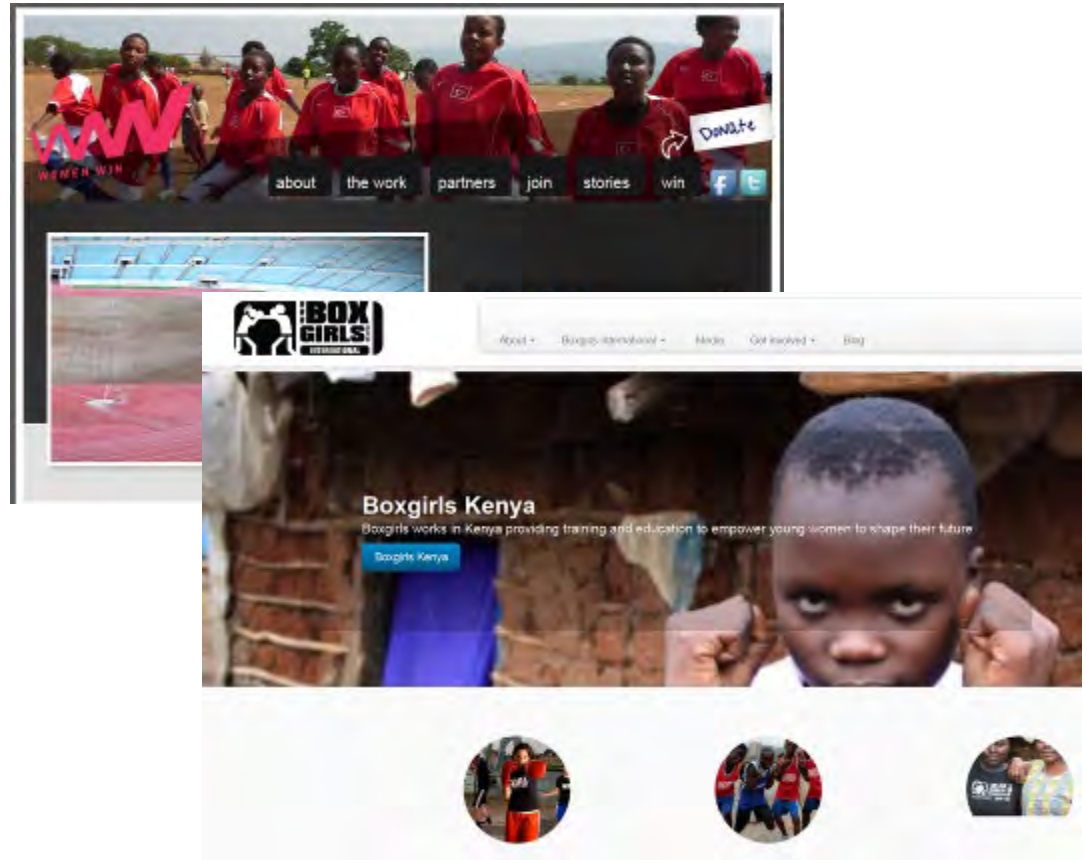 Donate
WOMEN WIN
about the work partners join stories win
BOX
GIRLS
INTERNATIONAL
About Boxgirls International Media Get Involved Blog
Boxgirls Kenya
Boxgirls works in Kenya providing training and education to empower young women to shape their future
Boxgirls Kenya